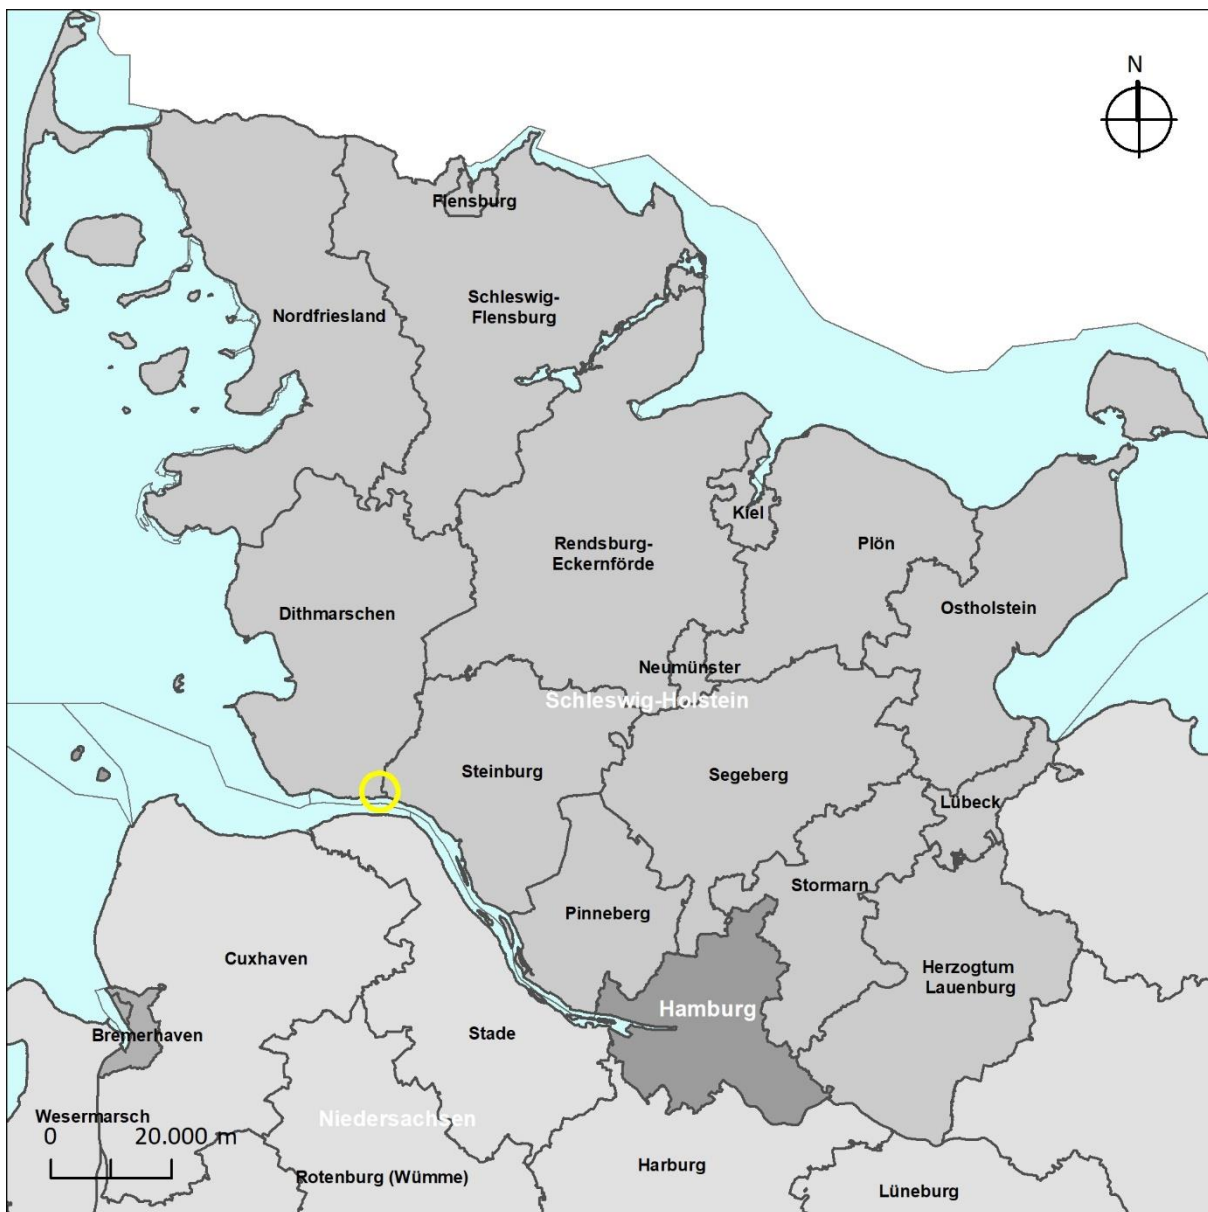 N
Flensburg
Schleswig-
Flensburg
Nordfriesland
Kiel
Rendsburg-
Eckernförde
Plön
Ostholstein
Dithmarschen
Neumünster
Schleswig-Holstein
Steinburg
Segeberg
Lübeck
Stormarn
Pinneberg
Cuxhaven
Herzogtum
Lauenburg
Hamburg
Bremerhaven
Stade
Wesermarsch
Niedersachsen
0 20.000 m
Harburg
Rotenburg (Wümme)
Lüneburg